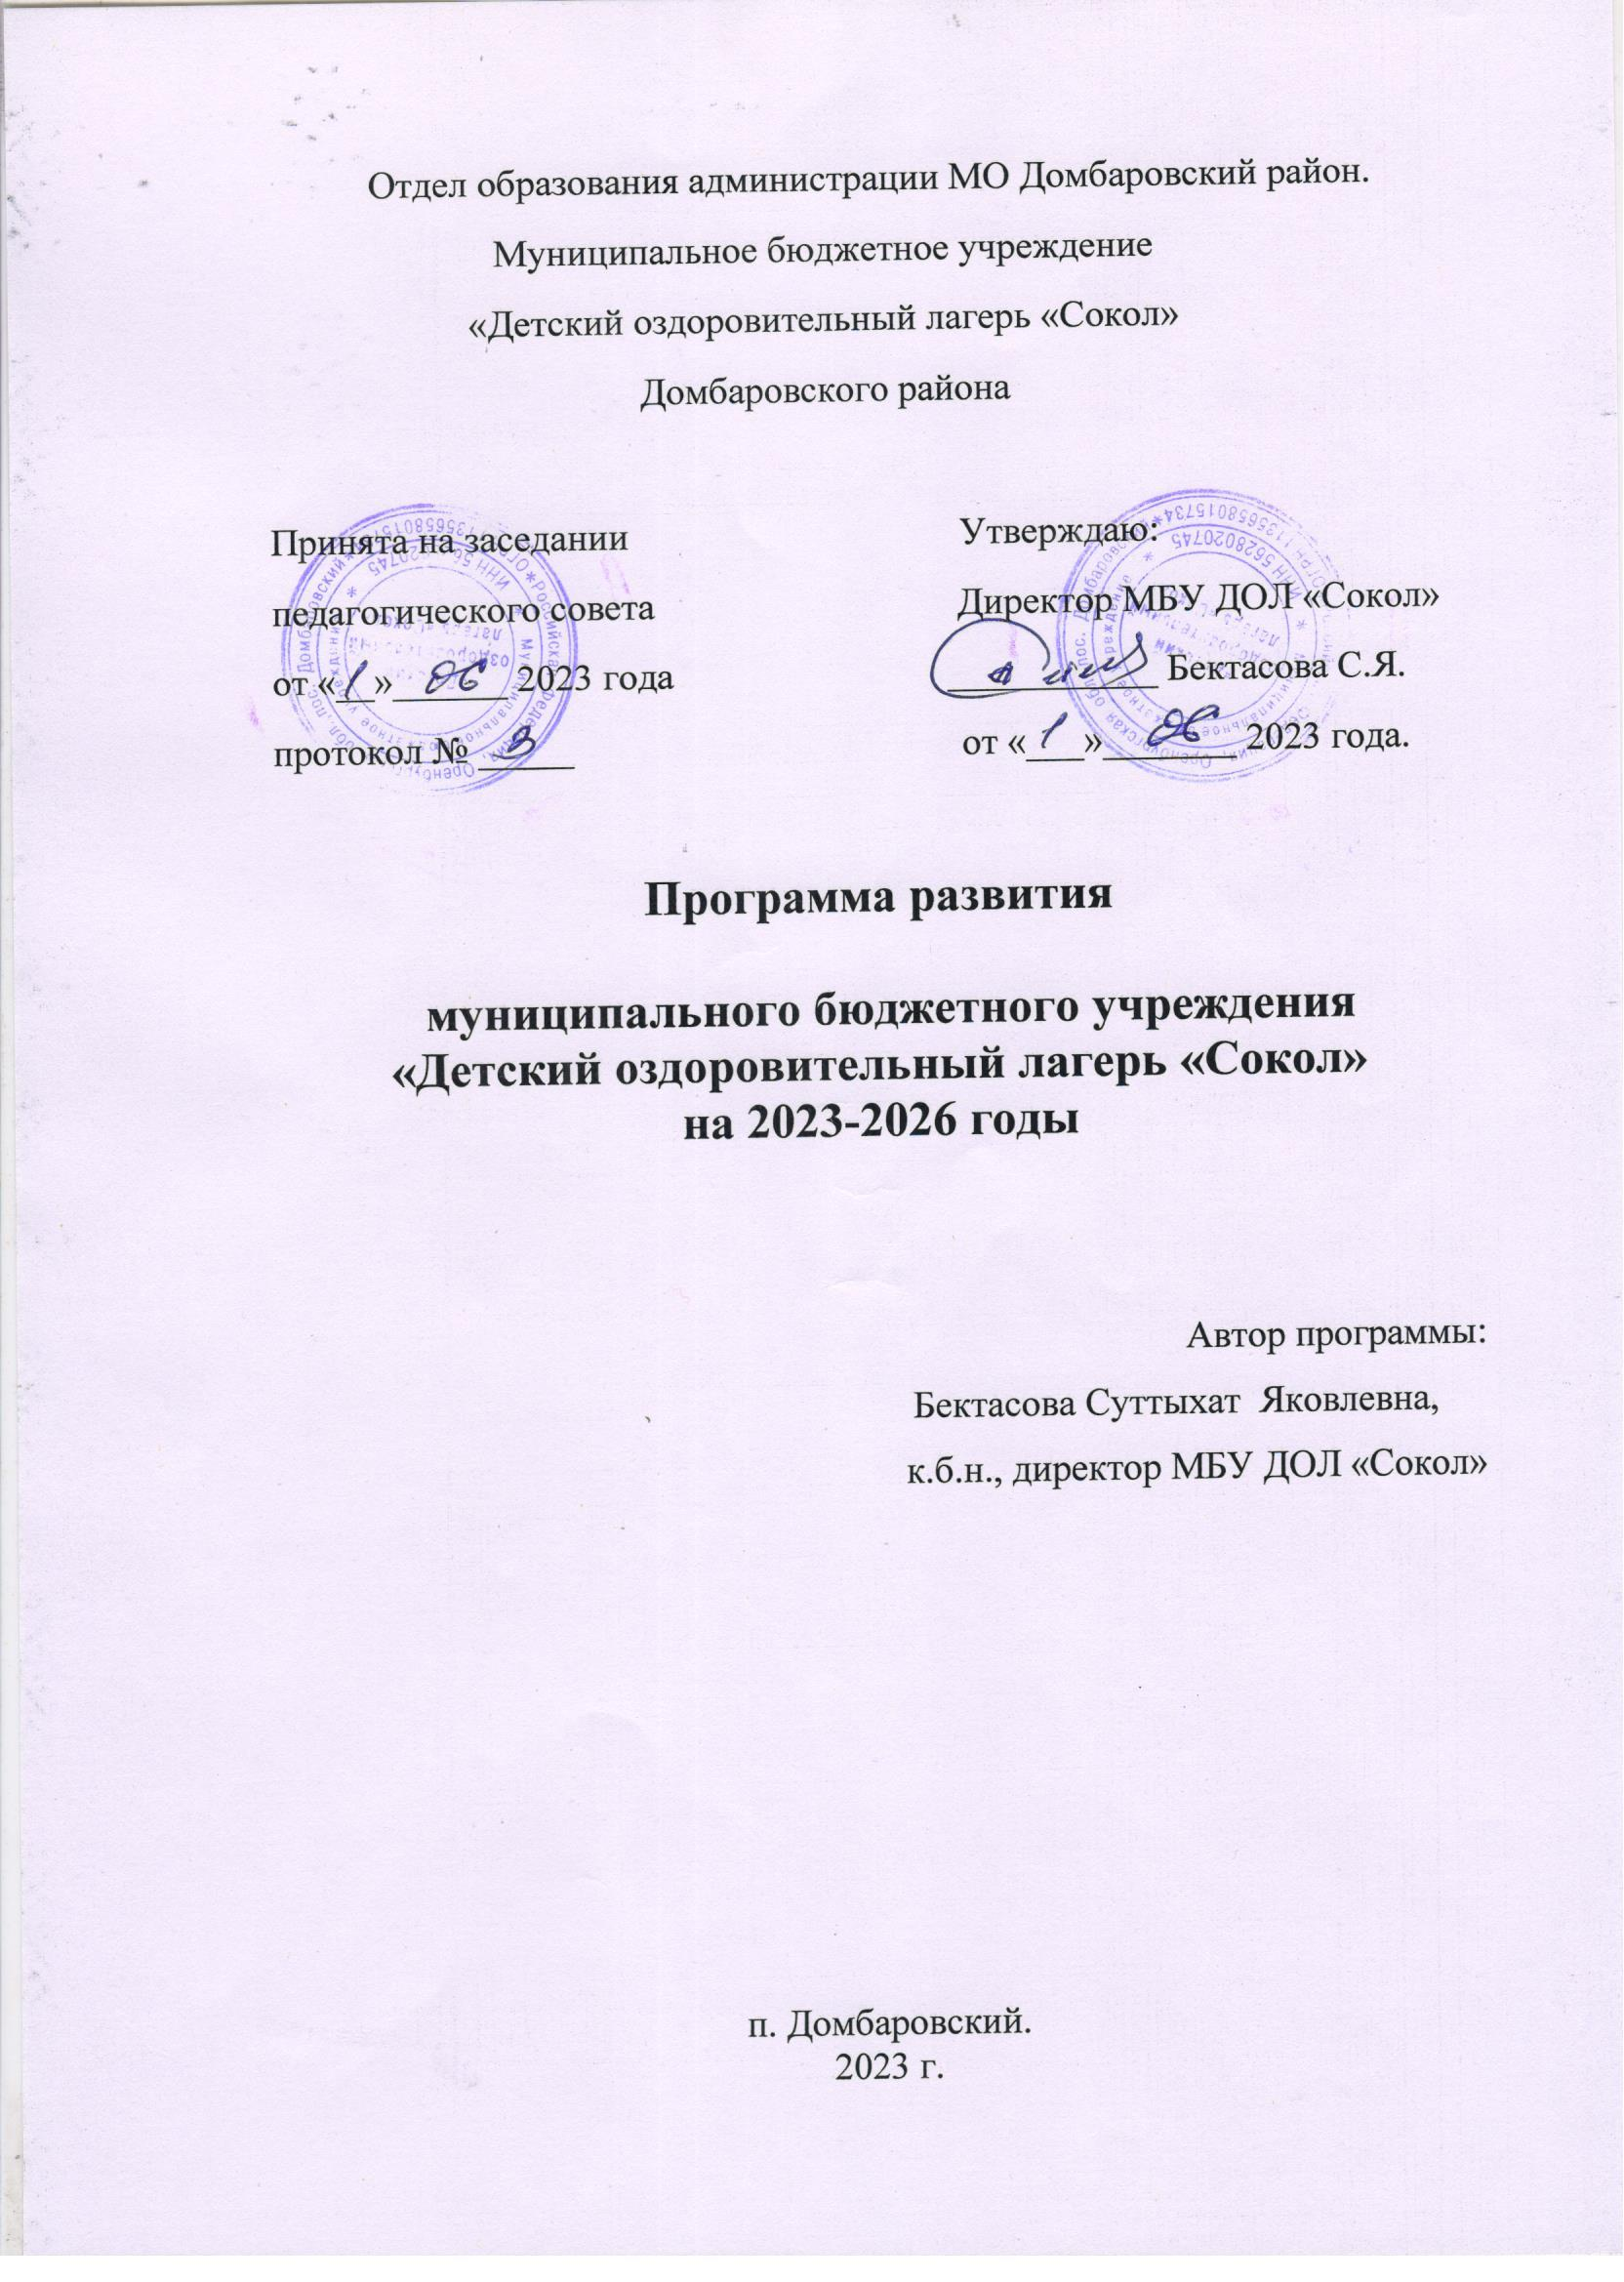 Отдел образования администрации МО Домбаровский район.
Муниципальное бюджетное учреждение
«Детский оздоровительный лагерь «Сокол»
Домбаровского района
Принята на заседании
педагогического совета
от «1» 06 2023 года
протокол № 3
Утверждаю:
Директор МБУ ДОЛ «Сокол»
Бектасова С.Я.
от «1» 06 2023 года.
ИНН 5628020745
Программа развития
муниципального бюджетного учреждения
«Детский оздоровительный лагерь «Сокол»
на 2023-2026 годы
Автор программы:
Бектасова Суттыхат Яковлевна,
к.б.н., директор МБУ ДОЛ «Сокол»
п. Домбаровский.
2023 г.